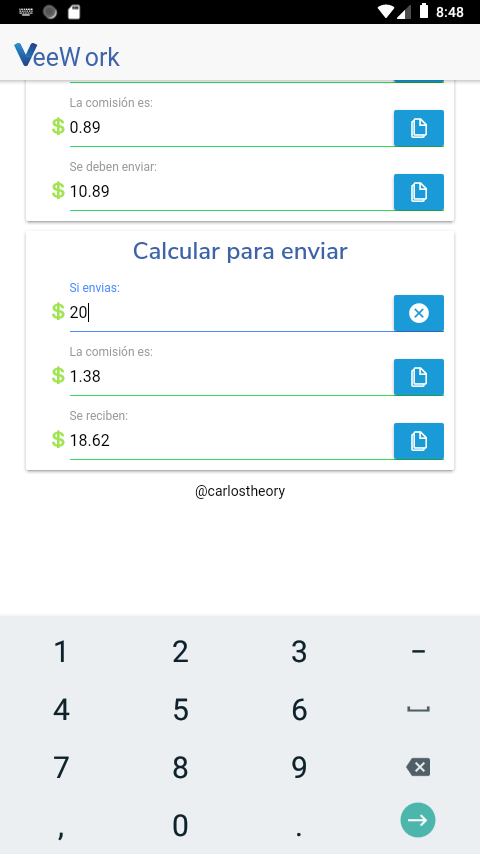 8:48
VeeWork
La comisión es:
$ 0.89
Se deben enviar:
$ 10.89
Calcular para enviar
Si envias:
$ 20
La comisión es:
$ 1.38
Se reciben:
$ 18.62
@carlostheory
1 2 3 -
4 5 6
7 8 9
, 0 .